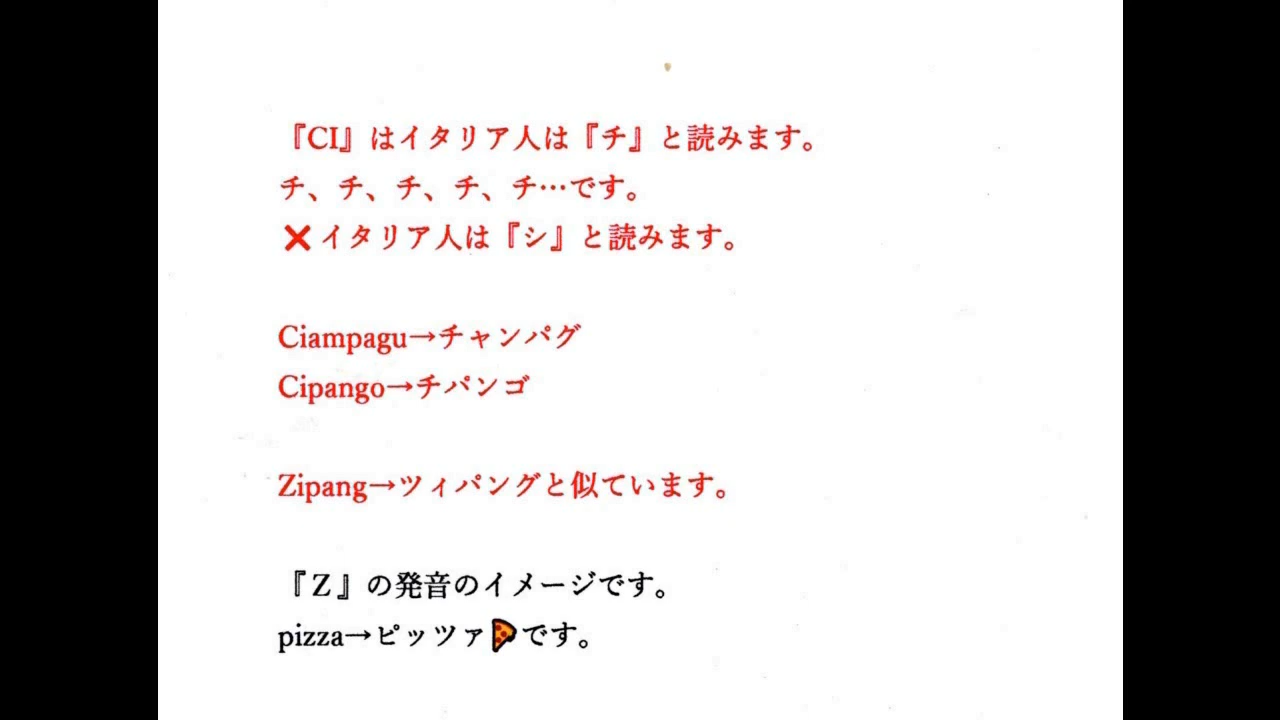 『CI』はイタリア人は『チ』と読みます。
チ、チ、チ、チ、チ…です。
❌イタリア人は『シ』と読みます。
Ciampagu→チャンパグ
Cipango→チパンゴ
Zipang→ツィパングと似ています。
『Z』の発音のイメージです。
pizza→ピッツァ🍕です。